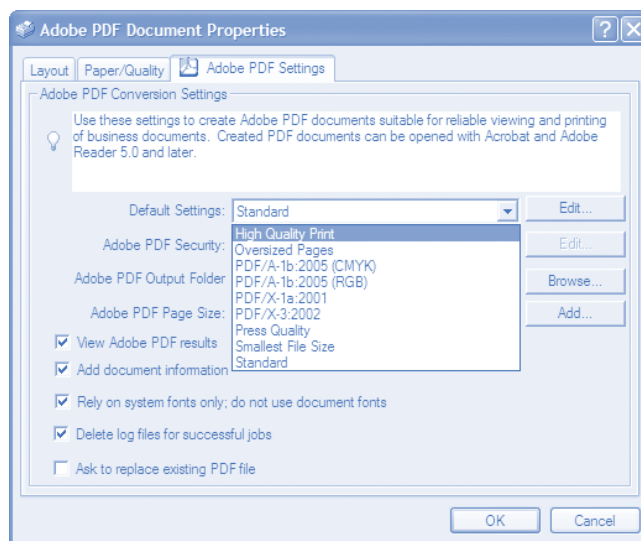 Adobe PDF Document Properties
Layout Paper/Quality Adobe PDF Settings
Adobe PDF Conversion Settings
Use these settings to create Adobe PDF documents suitable for reliable viewing and printing
of business documents. Created PDF documents can be opened with Acrobat and Adobe
Reader 5.0 and later.
Default Settings: Standard Edit...
High Quality Print
Adobe PDF Security: Edit...
Oversized Pages
PDF/A-1b:2005 (CMYK)
Adobe PDF Output Folder PDF/A-1b:2005 (RGB) Browse...
PDF/X-1a:2001
Adobe PDF Page Size: PDF/X-3:2002 Add...
Press Quality
View Adobe PDF results Smallest File Size
Standard
Add document information
Rely on system fonts only; do not use document fonts
Delete log files for successful jobs
Ask to replace existing PDF file
OK Cancel